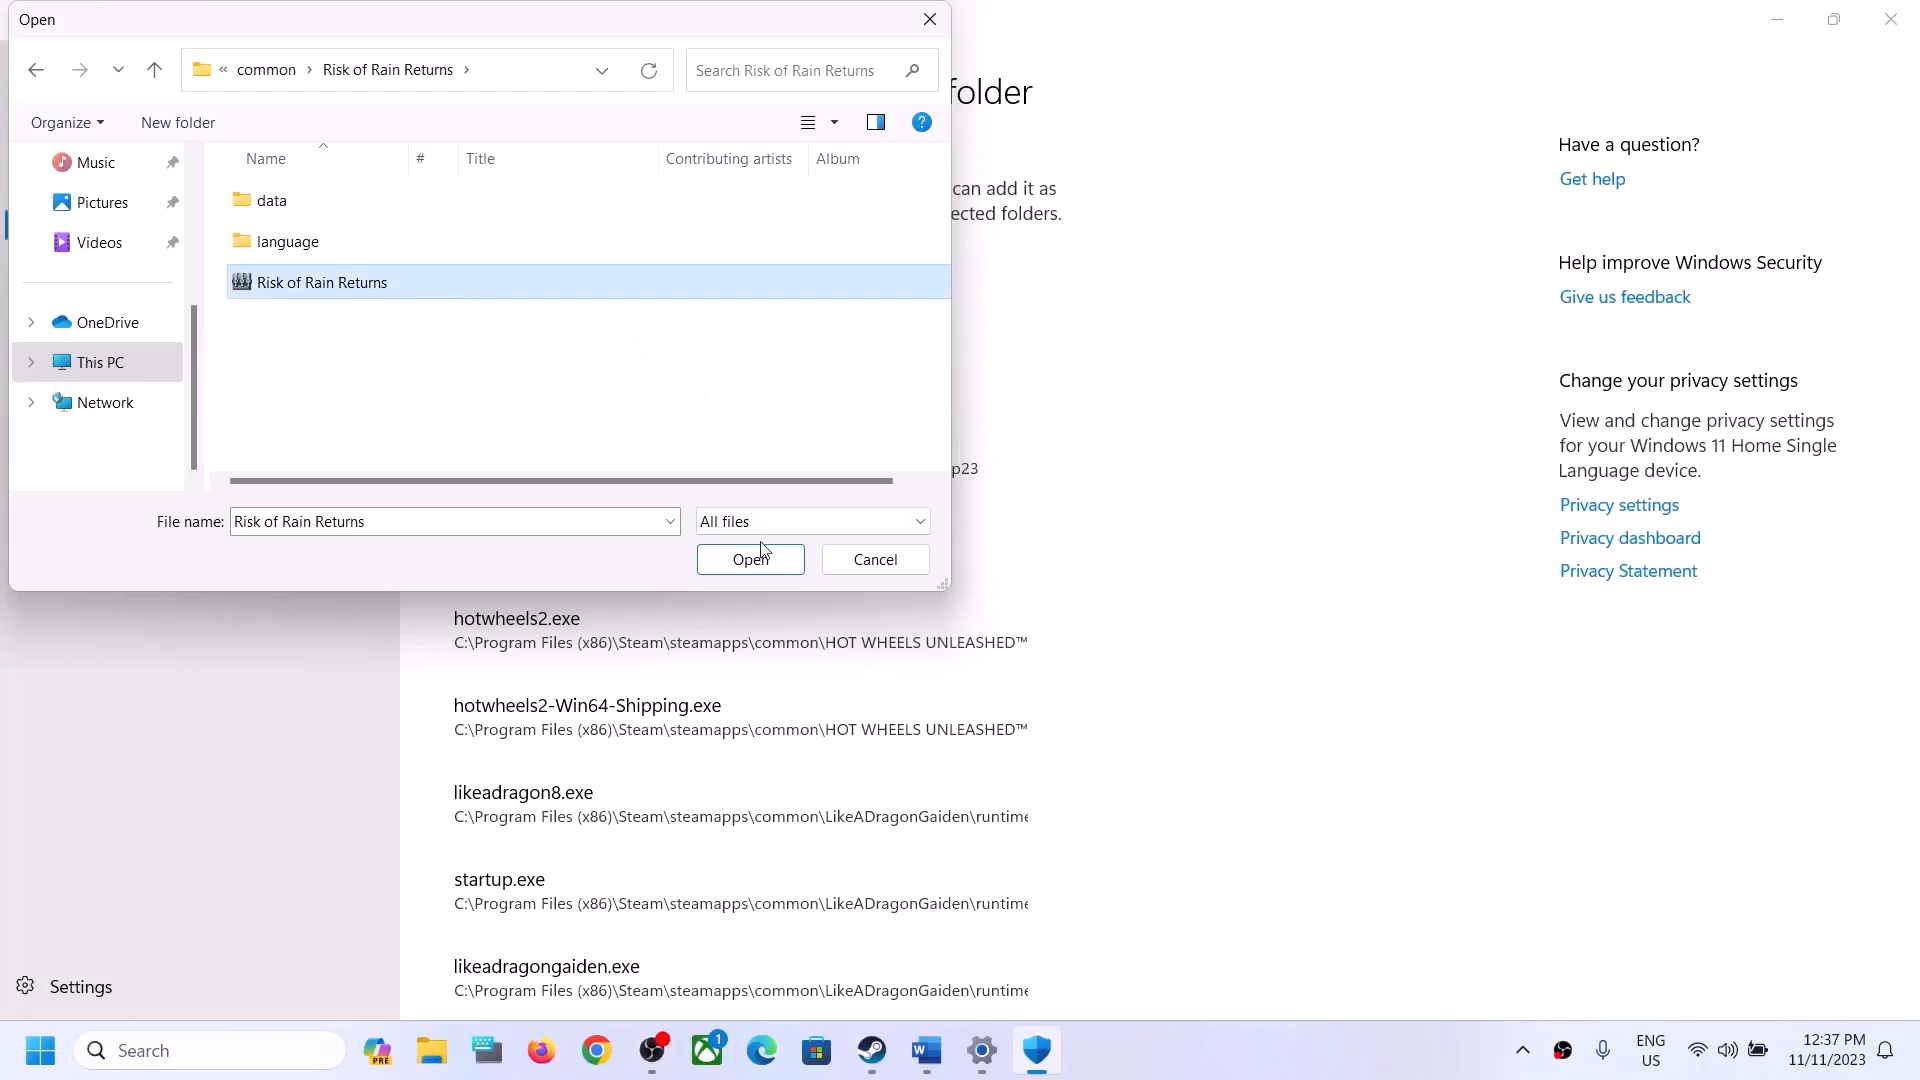 Open
« common > Risk of Rain Returns >
Search Risk of Rain Returns
Organize
New folder
?
Name
#
Title
Contributing artists
Album
Music
Pictures
Videos
OneDrive
This PC
Network
data
language
Risk of Rain Returns
File name:
Risk of Rain Returns
All files
Open
Cancel
folder
can add it as
ected folders.
p23
hotwheels2.exe
C:\Program Files (x86)\Steam\steamapps\common\HOT WHEELS UNLEASHED™
hotwheels2-Win64-Shipping.exe
C:\Program Files (x86)\Steam\steamapps\common\HOT WHEELS UNLEASHED™
likeadragon8.exe
C:\Program Files (x86)\Steam\steamapps\common\LikeADragonGaiden\runtime
startup.exe
C:\Program Files (x86)\Steam\steamapps\common\LikeADragonGaiden\runtime
likeadragongaiden.exe
C:\Program Files (x86)\Steam\steamapps\common\LikeADragonGaiden\runtime
Settings
Have a question?
Get help
Help improve Windows Security
Give us feedback
Change your privacy settings
View and change privacy settings
for your Windows 11 Home Single
Language device.
Privacy settings
Privacy dashboard
Privacy Statement
Search
PRE
1
ENG
US
12:37 PM
11/11/2023